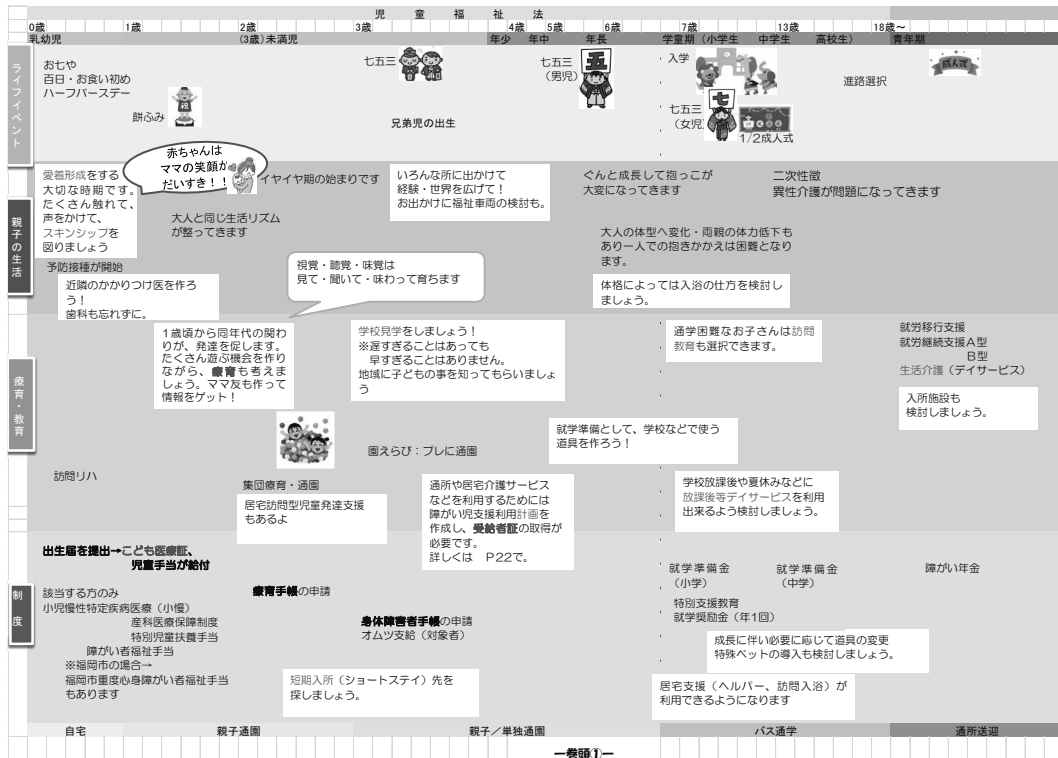 児 童 福 祉 法
0歳 1歳 2歳 3歳 4歳 5歳 6歳 7歳 13歳 18歳～
乳幼児 (3歳)未満児 年少 年中 年長 学童期（小学生 中学生 高校生） 青年期
ライフイベント
お七や
百日・お食い初め
ハーフバースデー
餅ふみ
祝
七五三
兄弟児の出生
七五三
（男児）
五
入学
七五三
（女児）
七
1/2成人式
進路選択
成人式
親子の生活
愛着形成をする
大切な時期です。
たくさん触れて、
声をかけて、
スキンシップを
図りましょう
赤ちゃんは
ママの笑顔が
だいすき！！
イヤイヤ期の始まりです
大人と同じ生活リズム
が整ってきます
いろんな所に出かけて
経験・世界を広げて！
お出かけに福祉車両の検討も。
ぐんと成長して抱っこが
大変になってきます
二次性徴
異性介護が問題になってきます
大人の体型へ変化・両親の体力低下も
あり一人での抱きかかえは困難となり
ます。
体格によっては入浴の仕方を検討し
ましょう。
予防接種が開始
近隣のかかりつけ医を作ろ
う！
歯科も忘れずに。
視覚・聴覚・味覚は
見て・聞いて・味わって育ちます
療育・教育
1歳頃から同年代の関わ
りが、発達を促します。
たくさん遊ぶ機会を作り
ながら、療育も考えま
しょう。ママ友も作って
情報をゲット！
学校見学をしましょう！
※遅すぎることはあっても
早すぎることはありません。
地域に子どもの事を知ってもらいましょ
う
通学困難なお子さんは訪問
教育も選択できます。
就労移行支援
就労継続支援A型
B型
生活介護（デイサービス）
入所施設も
検討しましょう。
就学準備として、学校などで使う
道具を作ろう！
園えらび：プレに通園
訪問リハ
集団療育・通園
居宅訪問型児童発達支援
もあるよ
通所や居宅介護サービス
などを利用するためには
障がい児支援利用計画を
作成し、受給者証の取得が
必要です。
詳しくは P22で。
学校放課後や夏休みなどに
放課後等デイサービスを利用
出来るよう検討しましょう。
制度
出生届を提出→こども医療証、
児童手当が給付
該当する方のみ
小児慢性特定疾病医療（小慢）
産科医療保障制度
特別児童扶養手当
障がい者福祉手当
※福岡市の場合→
福岡市重度心身障がい者福祉手当
もあります
療育手帳の申請
身体障害者手帳の申請
オムツ支給（対象者）
短期入所（ショートステイ）先を
探しましょう。
就学準備金
（小学）
就学準備金
（中学）
障がい年金
特別支援教育
就学奨励金（年1回）
成長に伴い必要に応じて道具の変更
特殊ベットの導入も検討しましょう。
居宅支援（ヘルパー、訪問入浴）が
利用できるようになります
自宅 親子通園 親子／単独通園 バス通学 通所送迎
ー巻頭①ー